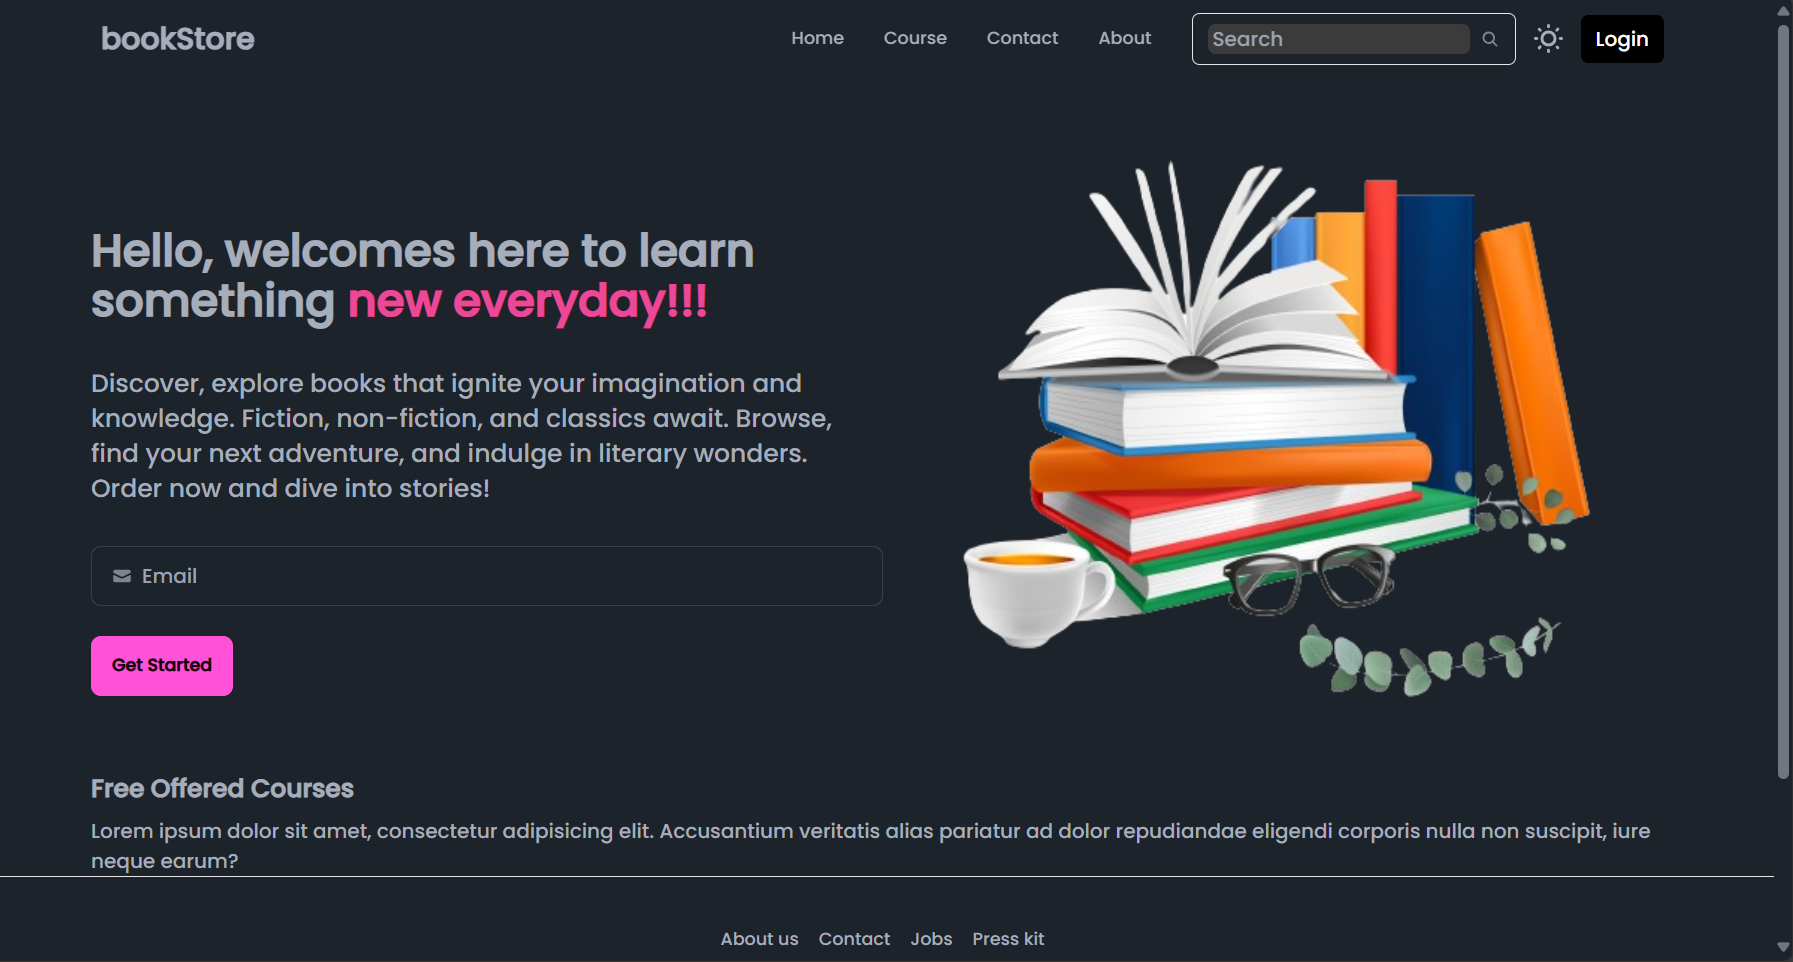 bookStore
Home Course Contact About Search Login
Hello, welcomes here to learn
something new everyday!!!
Discover, explore books that ignite your imagination and
knowledge. Fiction, non-fiction, and classics await. Browse,
find your next adventure, and indulge in literary wonders.
Order now and dive into stories!
Email
Get Started
Free Offered Courses
Lorem ipsum dolor sit amet, consectetur adipisicing elit. Accusantium veritatis alias pariatur ad dolor repudiandae eligendi corporis nulla non suscipit, iure
neque earum?
About us Contact Jobs Press kit